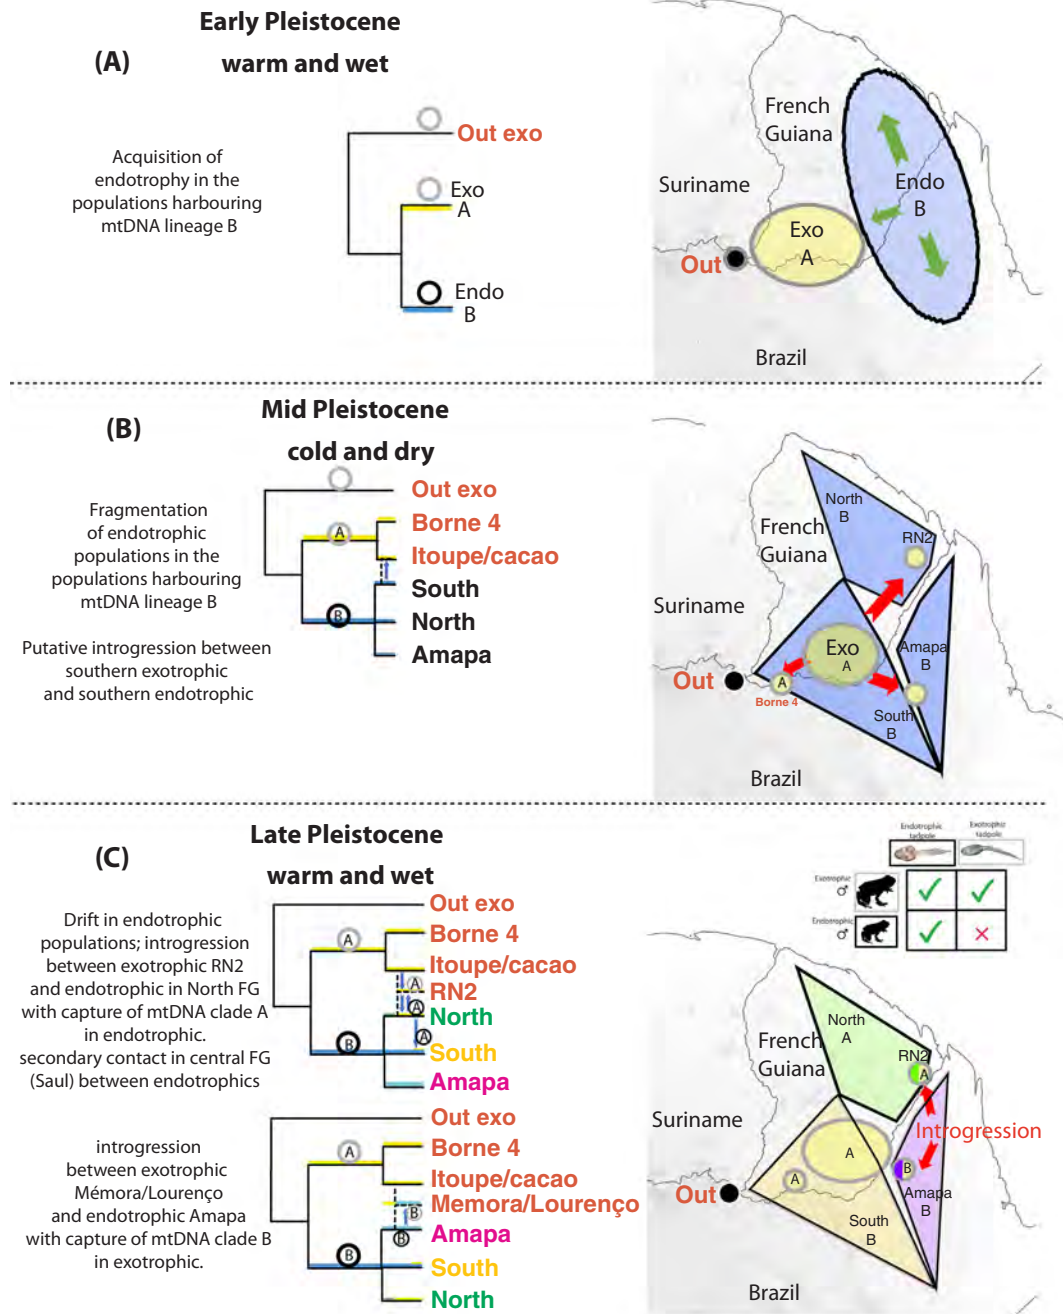 Early Pleistocene
(A)
warm and wet
Acquisition of
endotrophy in the
populations harbouring
mtDNA lineage B
Out exo
Exo
A
Endo
B
French
Guiana
Suriname
Endo
B
Exo
A
Out
Brazil
Mid Pleistocene
(B)
cold and dry
Fragmentation
of endotrophic
populations in the
populations harbouring
mtDNA lineage B
Putative introgression between
southern exotrophic
and southern endotrophic
Out exo
Borne 4
A
Itoupe/cacao
South
B
North
Amapa
North
B
French
Guiana
RN2
Suriname
Exo
A
Amapa
B
Out
A
Borne 4
South
B
Brazil
Late Pleistocene
(C)
warm and wet
Drift in endotrophic
populations; introgression
between exotrophic RN2
and endotrophic in North FG
with capture of mtDNA clade A
in endotrophic.
secondary contact in central FG
(Saul) between endotrophics
Out exo
Borne 4
A
Itoupe/cacao
A
RN2
A
North
A
B
South
Amapa
introgression
between exotrophic
Mémora/Lourenço
and endotrophic Amapa
with capture of mtDNA clade B
in exotrophic.
Out exo
Borne 4
A
Itoupe/cacao
Memora/Lourenço
B
Amapa
B
B
South
North
Endotrophic
tadpole
Exotrophic
tadpole
Exotrophic
♂
Endotrophic
♂
North
A
French
Guiana
RN2
A
Suriname
Introgression
A
A
B
Out
Amapa
B
South
B
Brazil